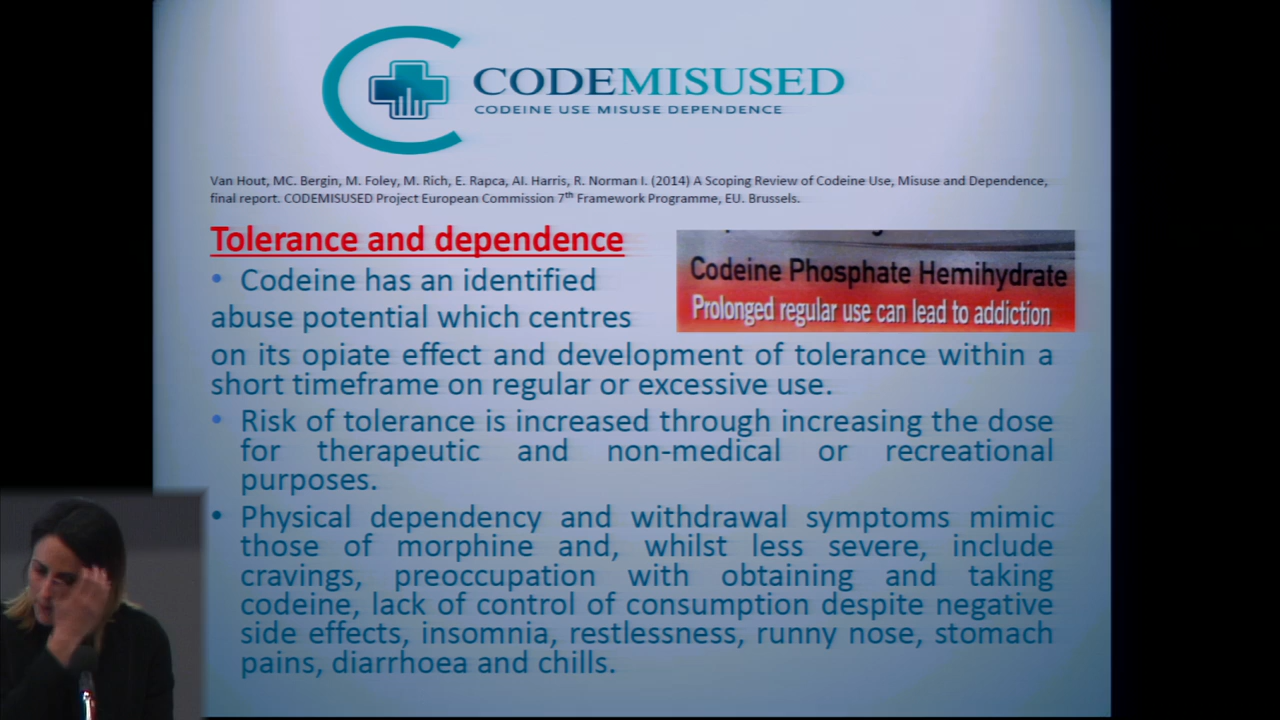 CODEMISUSED
CODEINE USE MISUSE DEPENDENCE
Van Hout, MC. Bergin, M. Foley, M. Rich, E. Rapca, AI. Harris, R. Norman I. (2014) A Scoping Review of Codeine Use, Misuse and Dependence,
final report. CODEMISUSED Project European Commission 7th Framework Programme, EU. Brussels.
Tolerance and dependence
Codeine Phosphate Hemihydrate
Prolonged regular use can lead to addiction
• Codeine has an identified
abuse potential which centres
on its opiate effect and development of tolerance within a
short timeframe on regular or excessive use.
• Risk of tolerance is increased through increasing the dose
for therapeutic and non-medical or recreational
purposes.
• Physical dependency and withdrawal symptoms mimic
those of morphine and, whilst less severe, include
cravings, preoccupation with obtaining and taking
codeine, lack of control of consumption despite negative
side effects, insomnia, restlessness, runny nose, stomach
pains, diarrhoea and chills.